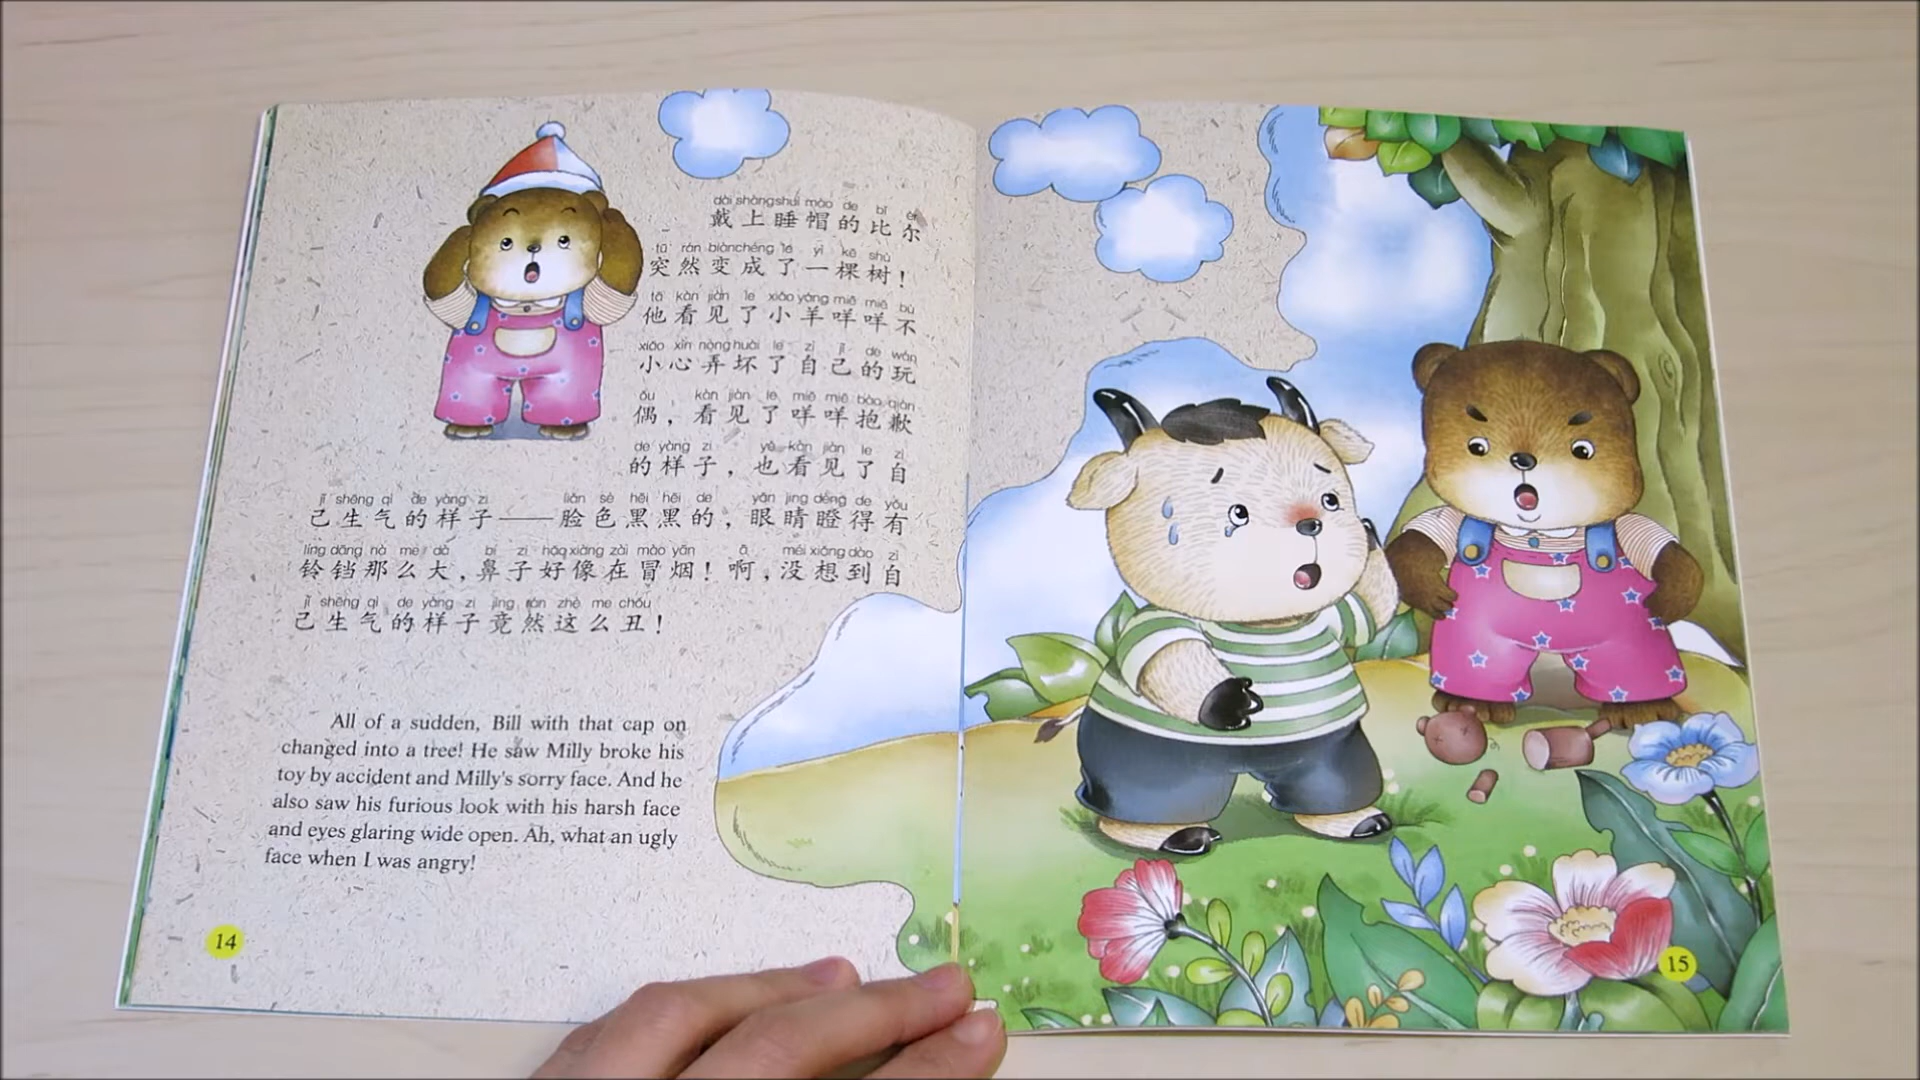 dài shàng shuì mào de bǐ ěr
戴上睡帽的比尔
tū rán biàn chéng le yì kē shù
突然变成了一棵树！
tā kàn jiàn le xiǎo yáng miē miē bù
他看见了小羊咩咩不
xiǎo xīn nòng huài le zì jǐ de wán
小心弄坏了自己的玩
ǒu kàn jiàn le miē miē bào qiàn
偶，看见了咩咩抱歉
de yàng zi yě kàn jiàn le zì
的样子，也看见了自
jǐ shēng qì de yàng zi liǎn sè hēi hēi de yǎn jing dèng de yǒu
己生气的样子——脸色黑黑的，眼睛瞪得有
líng dāng nà me dà bí zi hǎo xiàng zài mào yān ā méi xiǎng dào zì
铃铛那么大，鼻子好像在冒烟！啊，没想到自
jǐ shēng qì de yàng zi jìng rán zhè me chǒu
己生气的样子竟然这么丑！
All of a sudden, Bill with that cap on
changed into a tree! He saw Milly broke his
toy by accident and Milly's sorry face. And he
also saw his furious look with his harsh face
and eyes glaring wide open. Ah, what an ugly
face when I was angry!
14
15